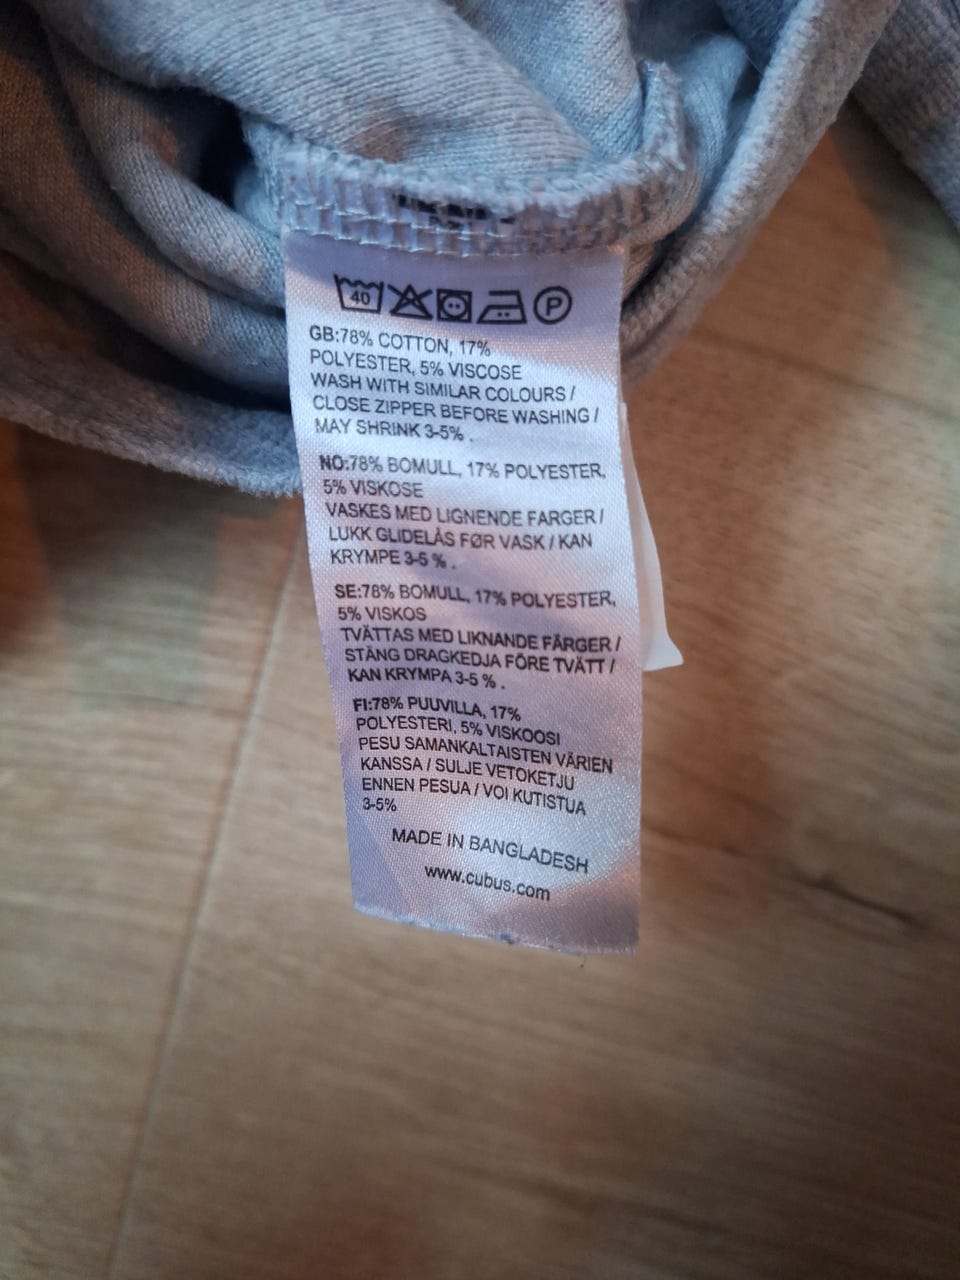 40 P
GB:78% COTTON, 17%
POLYESTER, 5% VISCOSE
WASH WITH SIMILAR COLOURS /
CLOSE ZIPPER BEFORE WASHING /
MAY SHRINK 3-5% .
NO:78% BOMULL, 17% POLYESTER,
5% VISKOSE
VASKES MED LIGNENDE FARGER /
LUKK GLIDELÅS FØR VASK / KAN
KRYMPE 3-5 % .
SE:78% BOMULL, 17% POLYESTER,
5% VISKOS
TVÄTTAS MED LIKNANDE FÄRGER /
STÄNG DRAGKEDJA FÖRE TVÄTT /
KAN KRYMPA 3-5 % .
FI:78% PUUVILLA, 17%
POLYESTERI, 5% VISKOOSI
PESU SAMANKALTAISTEN VÄRIEN
KANSSA / SULJE VETOKETJU
ENNEN PESUA / VOI KUTISTUA
3-5%
MADE IN BANGLADESH
www.cubus.com